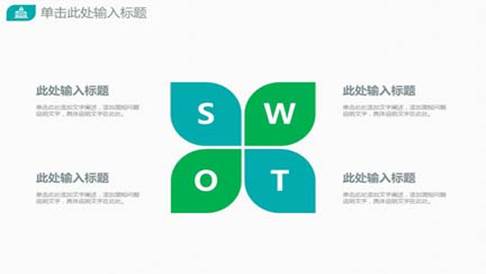 单击此处输入标题
此处输入标题
单击此处添加文字阐述，添加简短问题
说明文字，具体说明文字在此处。
S
W
此处输入标题
单击此处添加文字阐述，添加简短问题
说明文字，具体说明文字在此处。
此处输入标题
单击此处添加文字阐述，添加简短问题
说明文字，具体说明文字在此处。
O
T
此处输入标题
单击此处添加文字阐述，添加简短问题
说明文字，具体说明文字在此处。